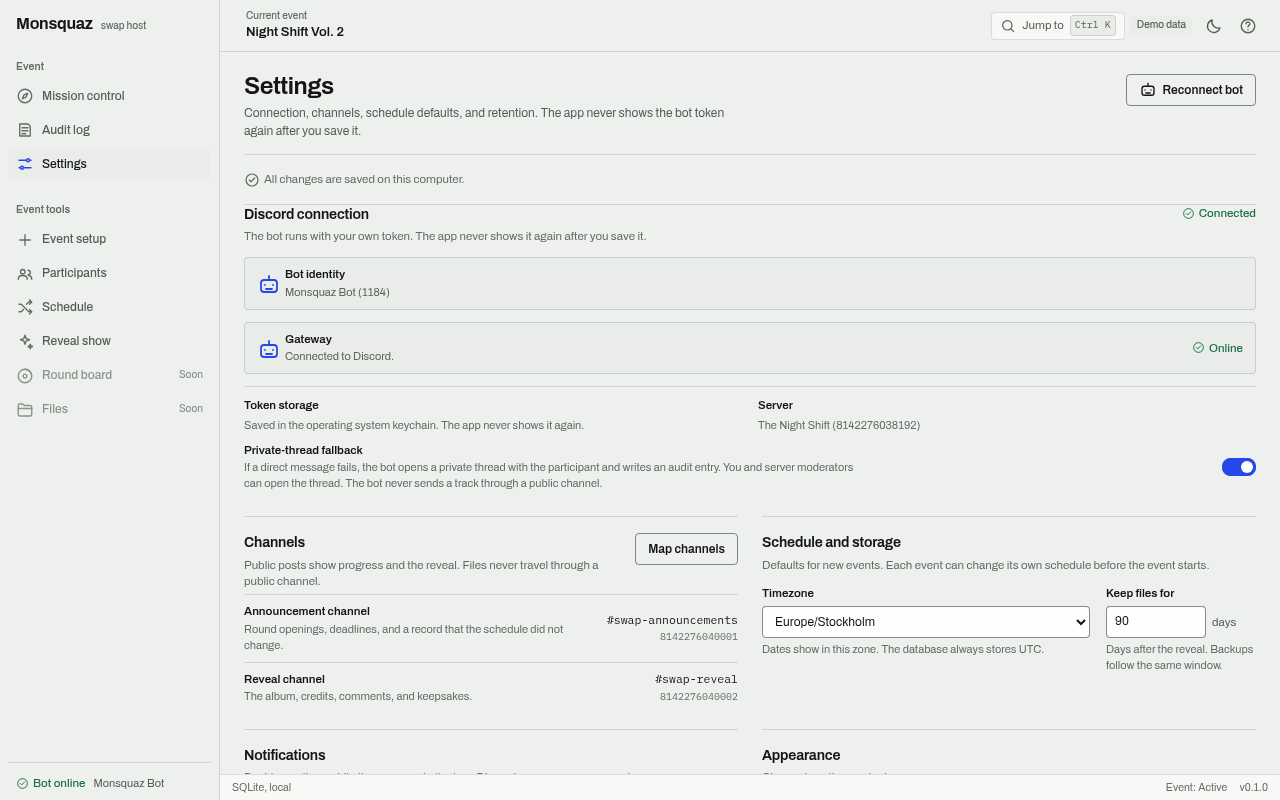 Monsquaz swap host
Event
Mission control
Audit log
Settings
Event tools
Event setup
Participants
Schedule
Reveal show
Round board Soon
Files Soon
Bot online Monsquaz Bot
Current event
Night Shift Vol. 2
Jump to Ctrl K
Demo data
Settings
Connection, channels, schedule defaults, and retention. The app never shows the bot token
again after you save it.
Reconnect bot
All changes are saved on this computer.
Discord connection
Connected
The bot runs with your own token. The app never shows it again after you save it.
Bot identity
Monsquaz Bot (1184)
Gateway
Connected to Discord.
Online
Token storage
Saved in the operating system keychain. The app never shows it again.
Server
The Night Shift (8142276038192)
Private-thread fallback
If a direct message fails, the bot opens a private thread with the participant and writes an audit entry. You and server moderators
can open the thread. The bot never sends a track through a public channel.
Channels
Public posts show progress and the reveal. Files never travel through a
public channel.
Map channels
Announcement channel
Round openings, deadlines, and a record that the schedule did not
change.
#swap-announcements
8142276040001
Reveal channel
The album, credits, comments, and keepsakes.
#swap-reveal
8142276040002
Schedule and storage
Defaults for new events. Each event can change its own schedule before the event starts.
Timezone
Europe/Stockholm
Dates show in this zone. The database always stores UTC.
Keep files for
90 days
Days after the reveal. Backups
follow the same window.
Notifications
Appearance
SQLite, local
Event: Active v0.1.0